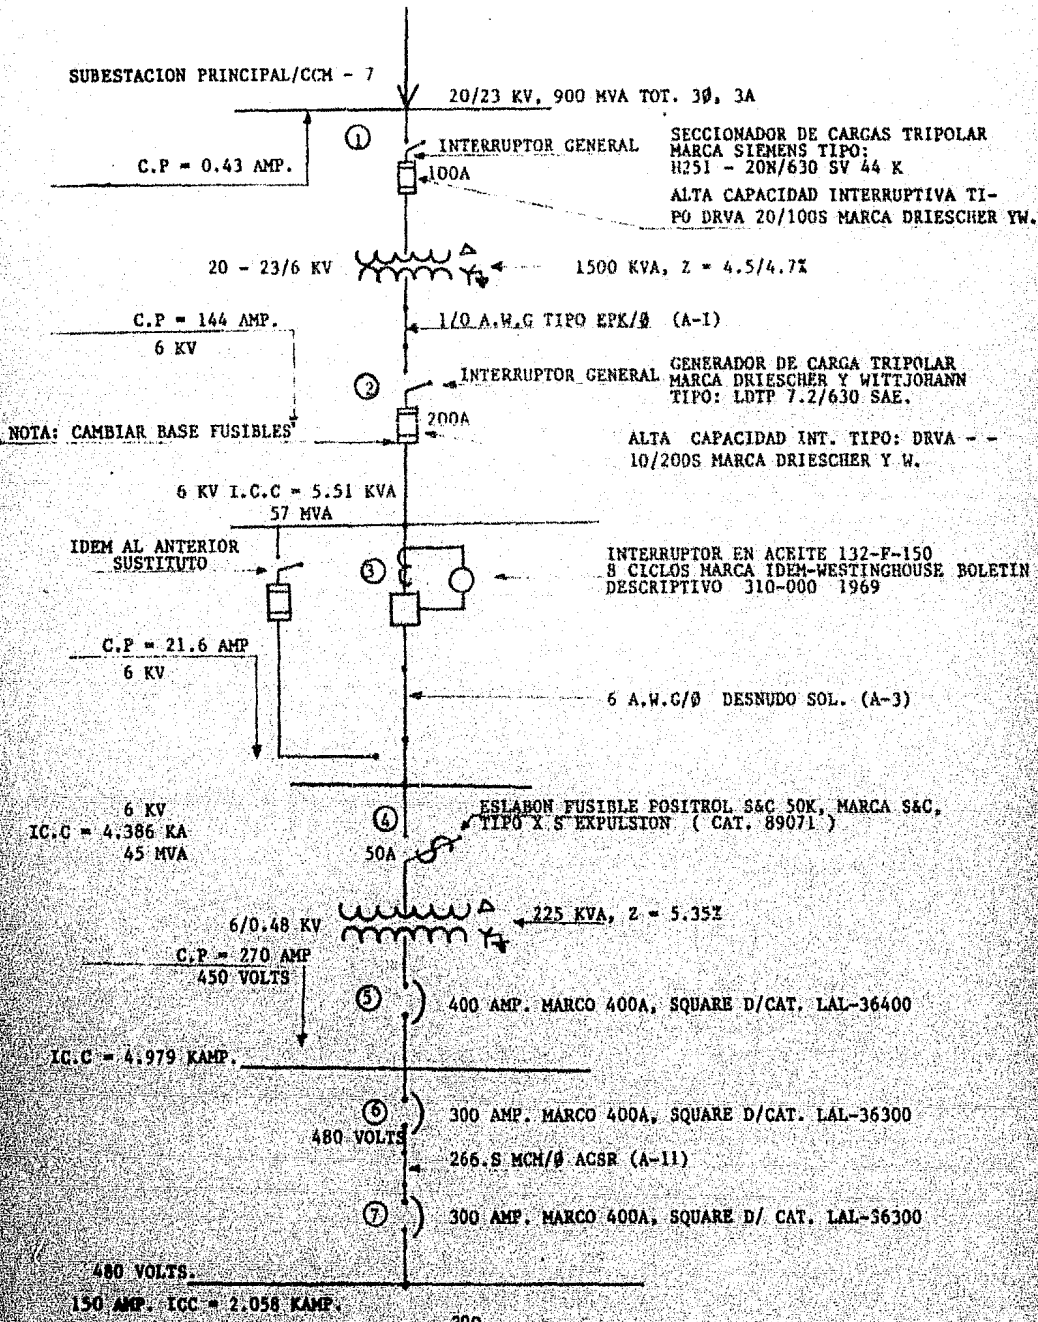 SUBESTACION PRINCIPAL/CCM - 7
20/23 KV, 900 MVA TOT. 3Ø, 3A
1
INTERRUPTOR GENERAL
SECCIONADOR DE CARGAS TRIPOLAR
MARCA SIEMENS TIPO:
H251 - 20N/630 SV 44 K
C.P = 0.43 AMP.
100A
ALTA CAPACIDAD INTERRUPTIVA TI-
PO DRVA 20/100S MARCA DRIESCHER YW.
20 - 23/6 KV
1500 KVA, Z = 4.5/4.7%
C.P = 144 AMP.
6 KV
1/0 A.W.G TIPO EPK/Ø (A-I)
2
INTERRUPTOR GENERAL
GENERADOR DE CARGA TRIPOLAR
MARCA DRIESCHER Y WITTJOHANN
TIPO: LDTP 7.2/630 SAE.
NOTA: CAMBIAR BASE FUSIBLES
200A
ALTA CAPACIDAD INT. TIPO: DRVA - -
10/200S MARCA DRIESCHER Y W.
6 KV I.C.C = 5.51 KVA
57 MVA
IDEM AL ANTERIOR
SUSTITUTO
3
INTERRUPTOR EN ACEITE 132-F-150
8 CICLOS MARCA IDEM-WESTINGHOUSE BOLETIN
DESCRIPTIVO 310-000 1969
C.P = 21.6 AMP
6 KV
6 A.W.G/Ø DESNUDO SOL. (A-3)
6 KV
IC.C = 4.386 KA
45 MVA
4
50A
ESLABON FUSIBLE POSITROL S&C 50K, MARCA S&C,
TIPO X S EXPULSION ( CAT. 89071 )
6/0.48 KV
225 KVA, Z = 5.35%
C.P = 270 AMP
450 VOLTS
5
400 AMP. MARCO 400A, SQUARE D/CAT. LAL-36400
IC.C = 4.979 KAMP.
6
480 VOLTS
300 AMP. MARCO 400A, SQUARE D/CAT. LAL-36300
266.S MCM/Ø ACSR (A-11)
7
300 AMP. MARCO 400A, SQUARE D/ CAT. LAL-36300
480 VOLTS.
150 AMP. ICC = 2.058 KAMP.